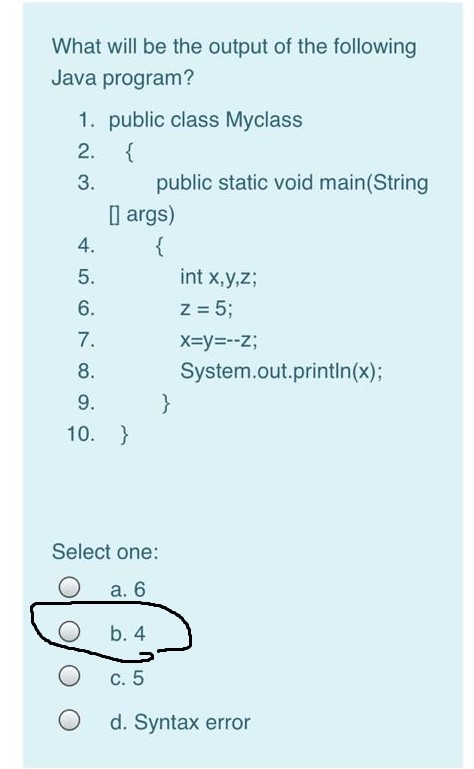 What will be the output of the following
Java program?
1. public class Myclass
2. {
3. public static void main(String
[] args)
4. {
5. int x,y,z;
6. z = 5;
7. x=y=--z;
8. System.out.println(x);
9. }
10. }
Select one:
a. 6
b. 4
c. 5
d. Syntax error